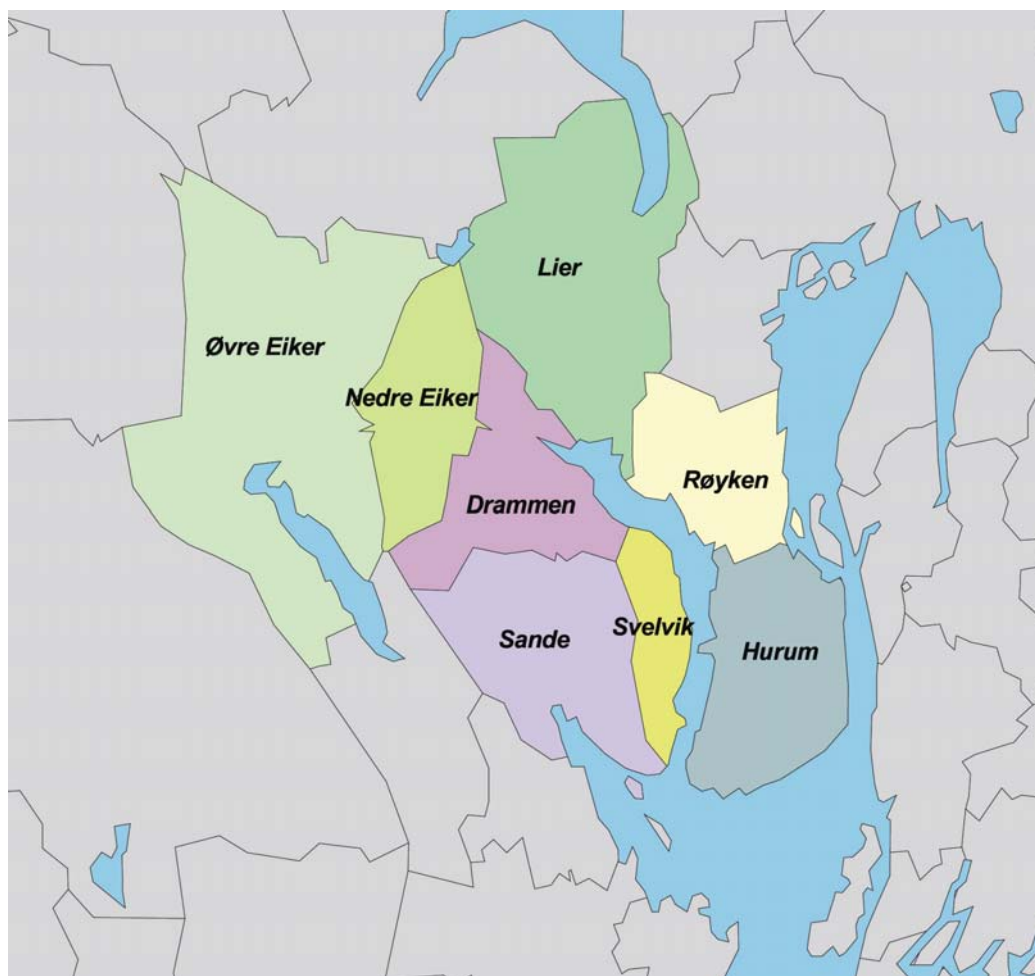 Lier
Øvre Eiker
Nedre Eiker
Røyken
Drammen
Svelvik
Sande
Hurum